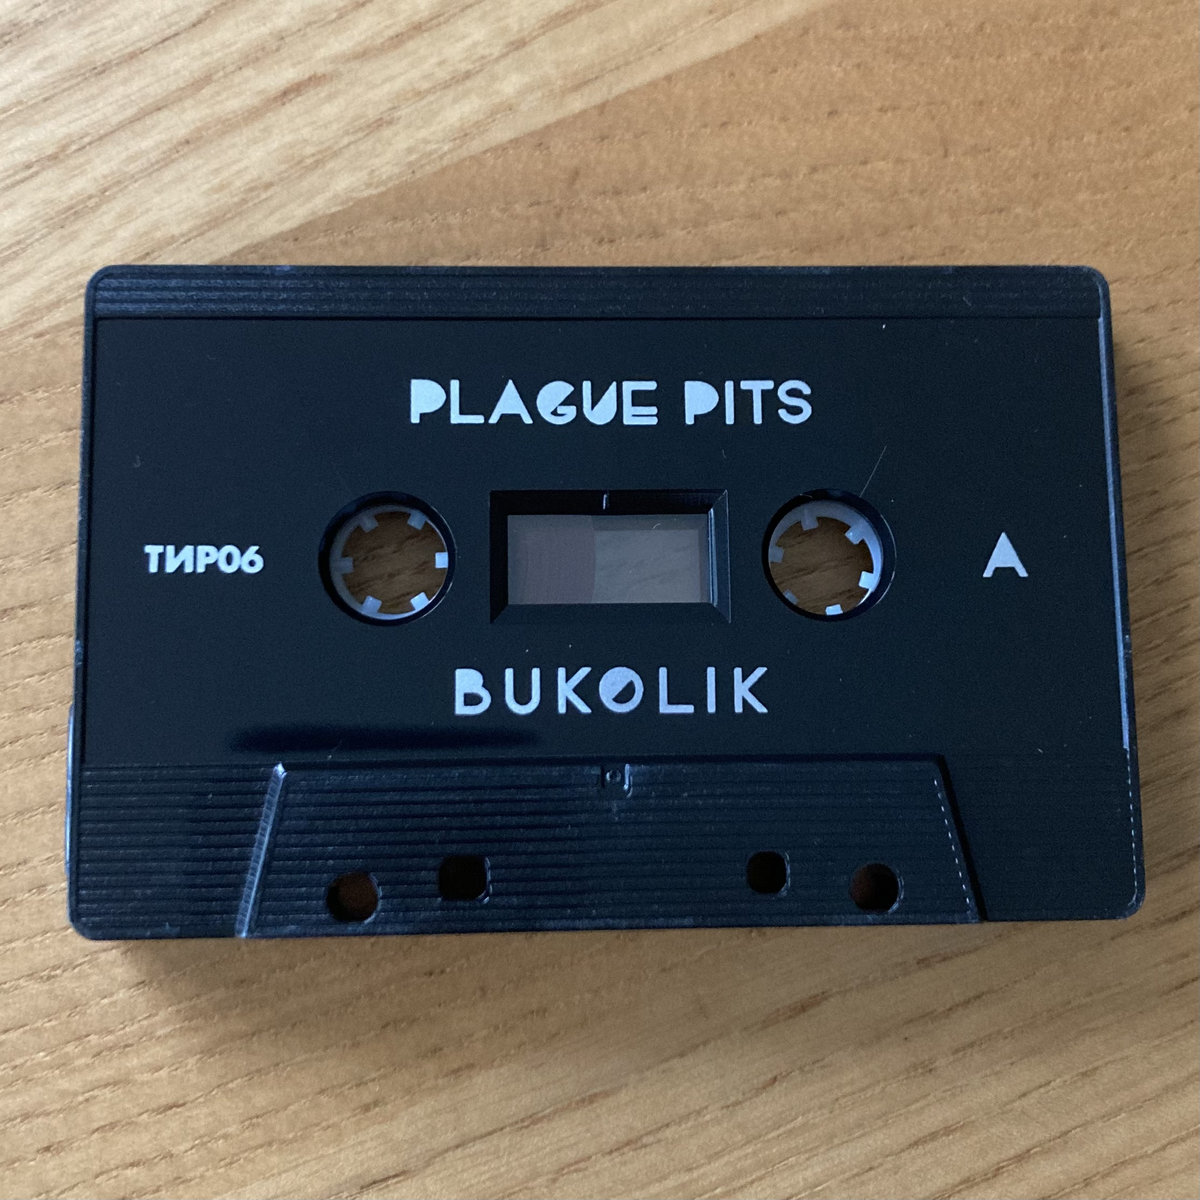 PLAGUE PITS
ТИР06
A
BUKOLIK